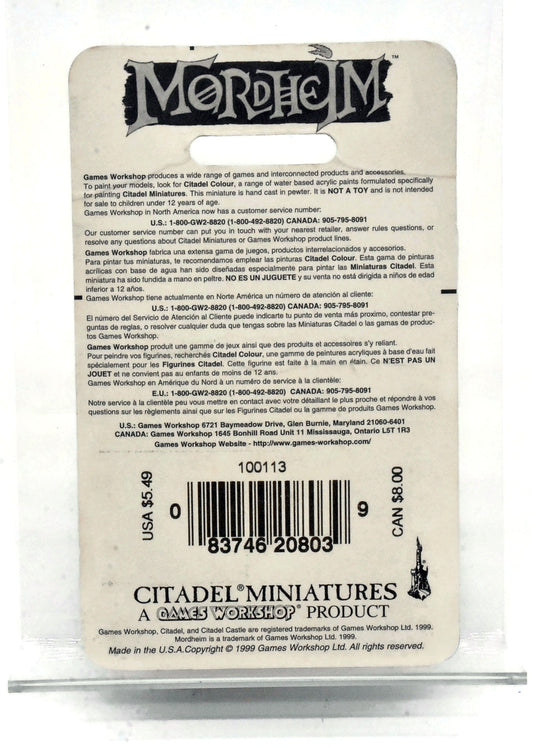 MORDHEIM™
Games Workshop produces a wide range of games and interconnected products and accessories.
To paint your models, look for Citadel Colour, a range of water based acrylic paints formulated specifically
for painting Citadel Miniatures. This miniature is hand cast in pewter. It is NOT A TOY and is not intended
for sale to children under 12 years of age.
Games Workshop in North America now has a customer service number:
U.S.: 1-800-GW2-8820 (1-800-492-8820) CANADA: 905-795-8091
Our customer service number can put you in touch with your nearest retailer, answer rules questions, or
resolve any questions about Citadel Miniatures or Games Workshop product lines.
Games Workshop fabrica una extensa gama de juegos, productos interrelacionados y accesorios.
Para pintar tus miniaturas, te recomendamos emplear las pinturas Citadel Colour. Esta gama de pinturas
acrílicas con base de agua han sido diseñadas especialmente para pintar las Miniaturas Citadel. Esta
miniatura ha sido fundida a mano en peltre. NO ES UN JUGUETE y su venta no está dirigida a niños de edad
inferior a 12 años.
Games Workshop tiene actualmente en Norte América un número de atención al cliente:
U.S.: 1-800-GW2-8820 (1-800-492-8820) CANADA: 905-795-8091
El número del Servicio de Atención al Cliente puede indicarte tu punto de venta más proximo, contestar pre-
guntas de reglas, o resolver cualquier duda que tengas sobre las Miniaturas Citadel o las gamas de produc-
tos Games Workshop.
Games Workshop produit une gamme de jeux ainsi que des produits et accessoires s'y reliant.
Pour peindre vos figurines, recherchés Citadel Colour, une gamme de peintures acryliques à base d'eau fait
spécialement pour les Figurines Citadel. Cette figurine est faite à la main en étain. Ce N'EST PAS UN
JOUET et ne convient pas au enfants de moins de 12 ans.
Games Workshop en Amérique du Nord à un numéro de service à la clientèle:
E.U.: 1-800-GW2-8820 (1-800-492-8820) CANADA: 905-795-8091
Notre service à la clientèle peu vous mettre en contact avec votre détaillant le plus proche et répondre à vos
questions sur les règlements ainsi que sur les Figurines Citadel ou la gamme de produits Games Workshop.
U.S.: Games Workshop 6721 Baymeadow Drive, Glen Burnie, Maryland 21060-6401
CANADA: Games Workshop 1645 Bonhill Road Unit 11 Mississauga, Ontario L5T 1R3
Games Workshop Website - http://www.games-workshop.com/
100113
USA $5.49
0 83746 20803 9
CAN $8.00
CITADEL® MINIATURES
A GAMES WORKSHOP® PRODUCT
Games Workshop, Citadel, and Citadel Castle are registered trademarks of Games Workshop Ltd. 1999.
Mordheim is a trademark of Games Workshop Ltd. 1999.
Made in the U.S.A.Copyright © 1999 Games Workshop Ltd. All rights reserved.